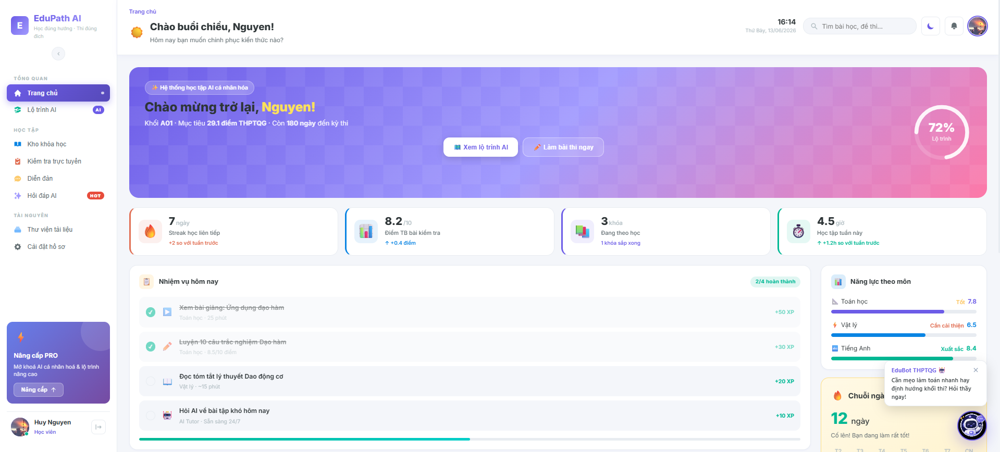 E
EduPath AI
Học đúng hướng · Thi đúng
đích
TỔNG QUAN
Trang chủ
Lộ trình AI
AI
HỌC TẬP
Kho khóa học
Kiểm tra trực tuyến
Diễn đàn
Hỏi đáp AI
HOT
TÀI NGUYÊN
Thư viện tài liệu
Cài đặt hồ sơ
Nâng cấp PRO
Mở khoá AI cá nhân hoá & lộ trình
nâng cao
Nâng cấp ↑
Huy Nguyen
Học viên
Trang chủ
Chào buổi chiều, Nguyen!
Hôm nay bạn muốn chinh phục kiến thức nào?
16:14
Thứ Bảy, 13/06/2026
Tìm bài học, đề thi...
Hệ thống học tập AI cá nhân hóa
Chào mừng trở lại, Nguyen!
Khối A01 · Mục tiêu 29.1 điểm THPTQG · Còn 180 ngày đến kỳ thi
Xem lộ trình AI
Làm bài thi ngay
72%
Lộ trình
7 ngày
Streak học liên tiếp
+2 so với tuần trước
8.2 /10
Điểm TB bài kiểm tra
↑ +0.4 điểm
3 khóa
Đang theo học
1 khóa sắp xong
4.5 giờ
Học tập tuần này
↑ +1.2h so với tuần trước
Nhiệm vụ hôm nay
2/4 hoàn thành
Xem bài giảng: Ứng dụng đạo hàm
Toán học · 25 phút
+50 XP
Luyện 10 câu trắc nghiệm Đạo hàm
Toán học · 8.5/10 điểm
+30 XP
Đọc tóm tắt lý thuyết Dao động cơ
Vật lý · ~15 phút
+20 XP
Hỏi AI về bài tập khó hôm nay
AI Tutor · Sẵn sàng 24/7
+10 XP
Năng lực theo môn
Toán học
Tốt 7.8
Vật lý
Cần cải thiện 6.5
Tiếng Anh
Xuất sắc 8.4
EduBot THPTQG
Cần mẹo làm toán nhanh hay
định hướng khối thi? Hỏi thầy
ngay!
Chuỗi ngà
12 ngày
Cố lên! Bạn đang làm rất tốt!
T2 T3 T4 T5 T6 T7 CN